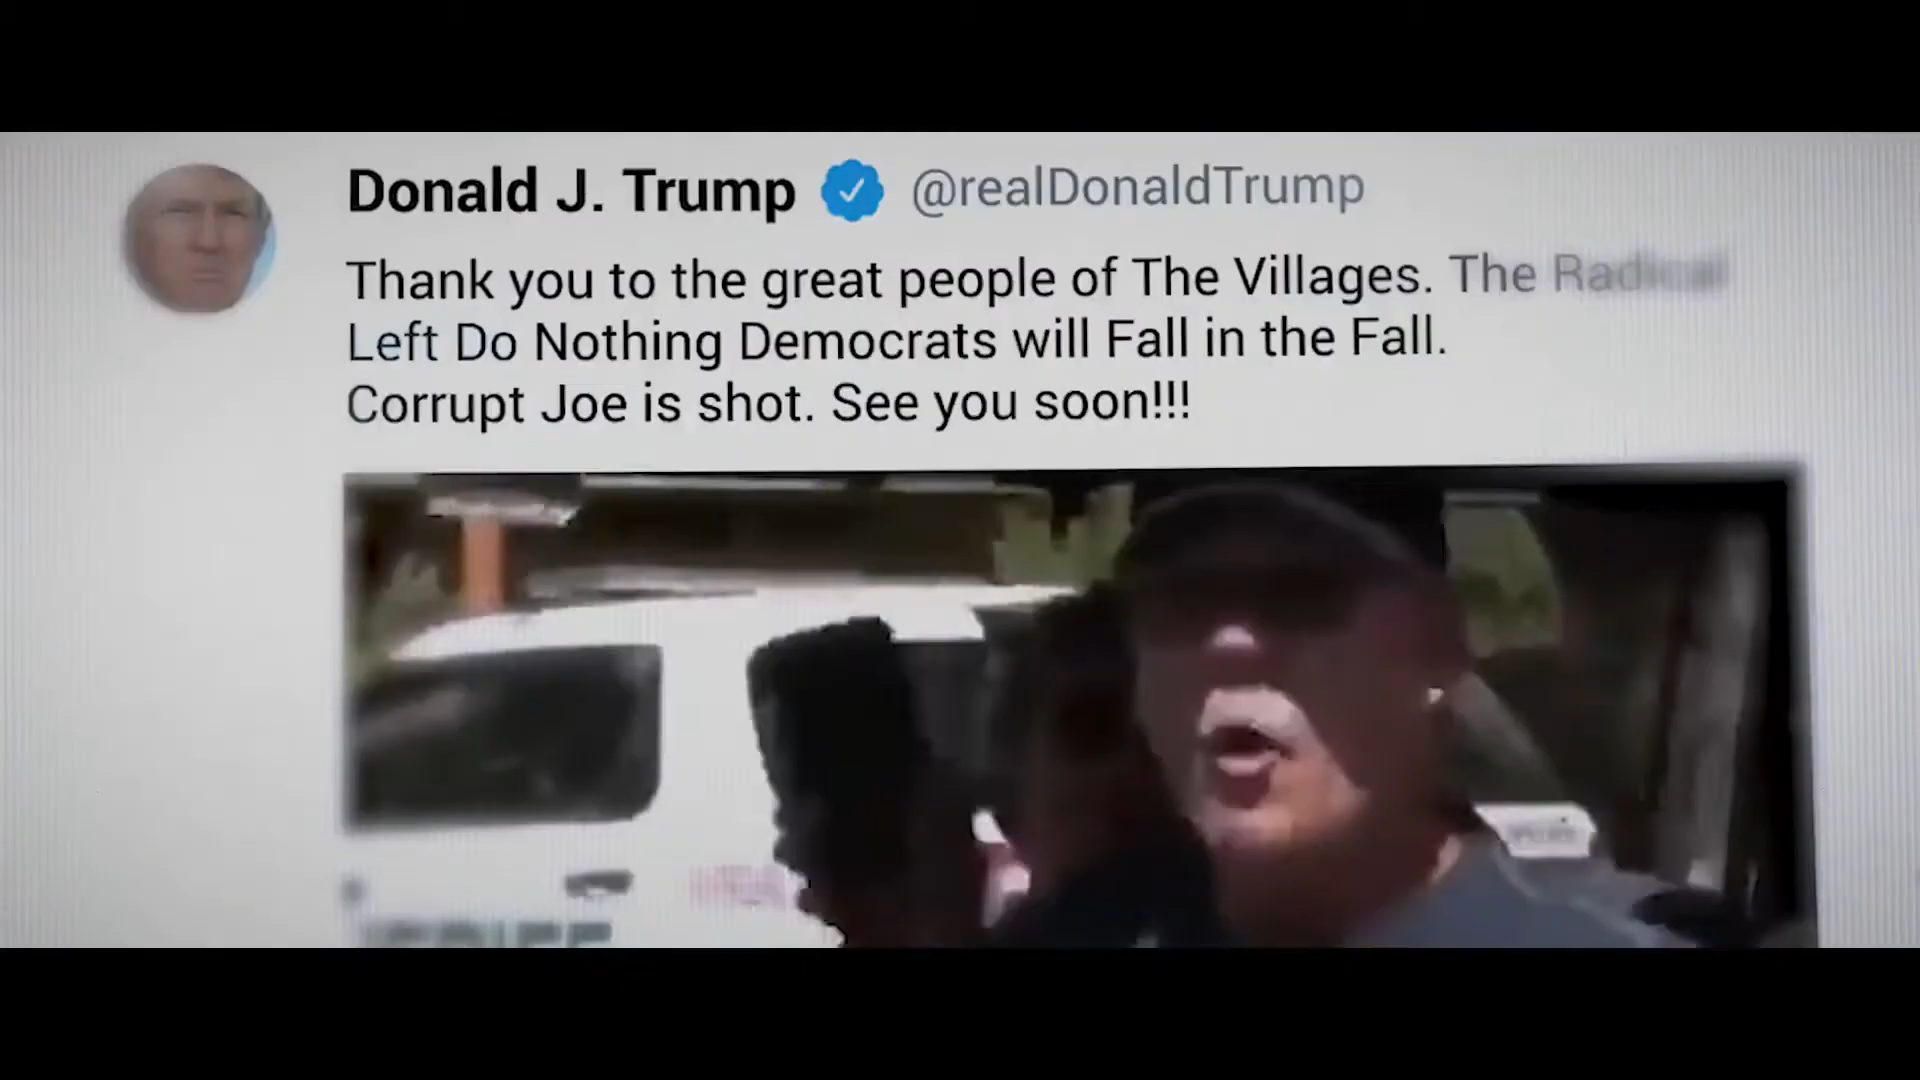 Donald J. Trump @realDonaldTrump
Thank you to the great people of The Villages. The Radical
Left Do Nothing Democrats will Fall in the Fall.
Corrupt Joe is shot. See you soon!!!